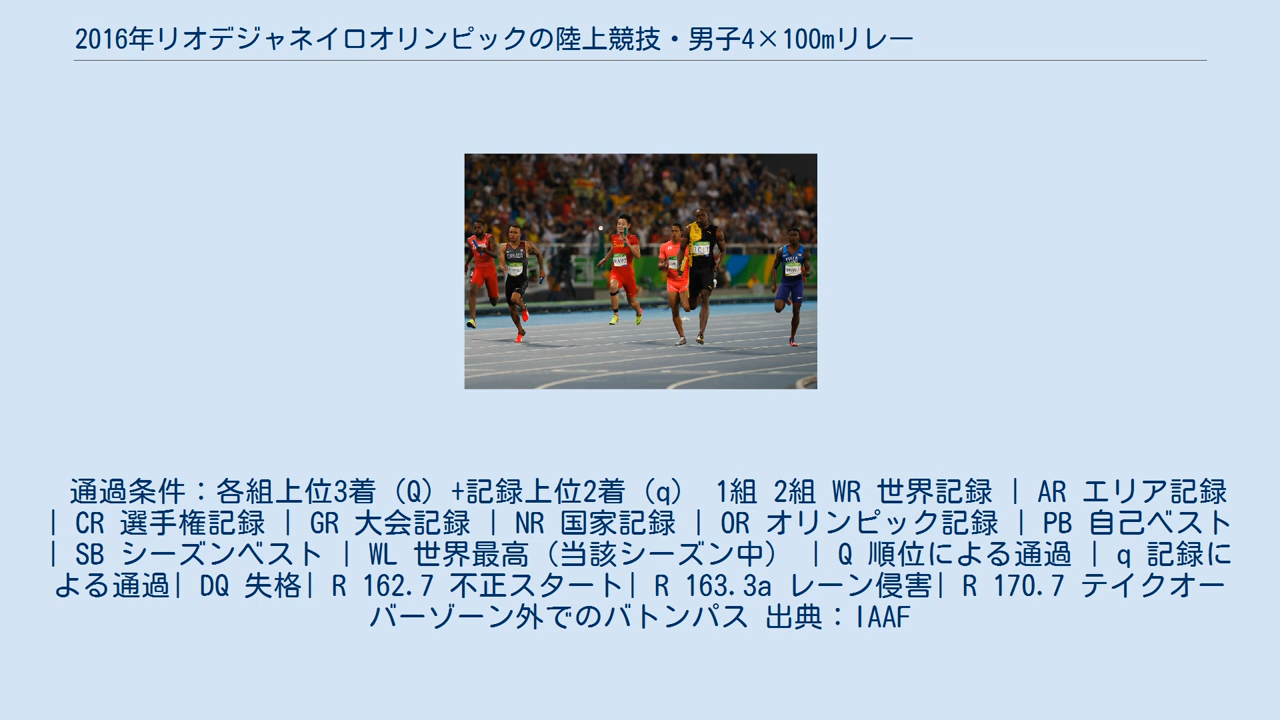 2016年リオデジャネイロオリンピックの陸上競技・男子4×100mリレー
通過条件：各組上位3着（Q）+記録上位2着（q） 1組 2組 WR 世界記録 | AR エリア記録
| CR 選手権記録 | GR 大会記録 | NR 国家記録 | OR オリンピック記録 | PB 自己ベスト
| SB シーズンベスト | WL 世界最高（当該シーズン中） | Q 順位による通過 | q 記録に
よる通過| DQ 失格| R 162.7 不正スタート| R 163.3a レーン侵害| R 170.7 テイクオー
バーゾーン外でのバトンパス 出典：IAAF